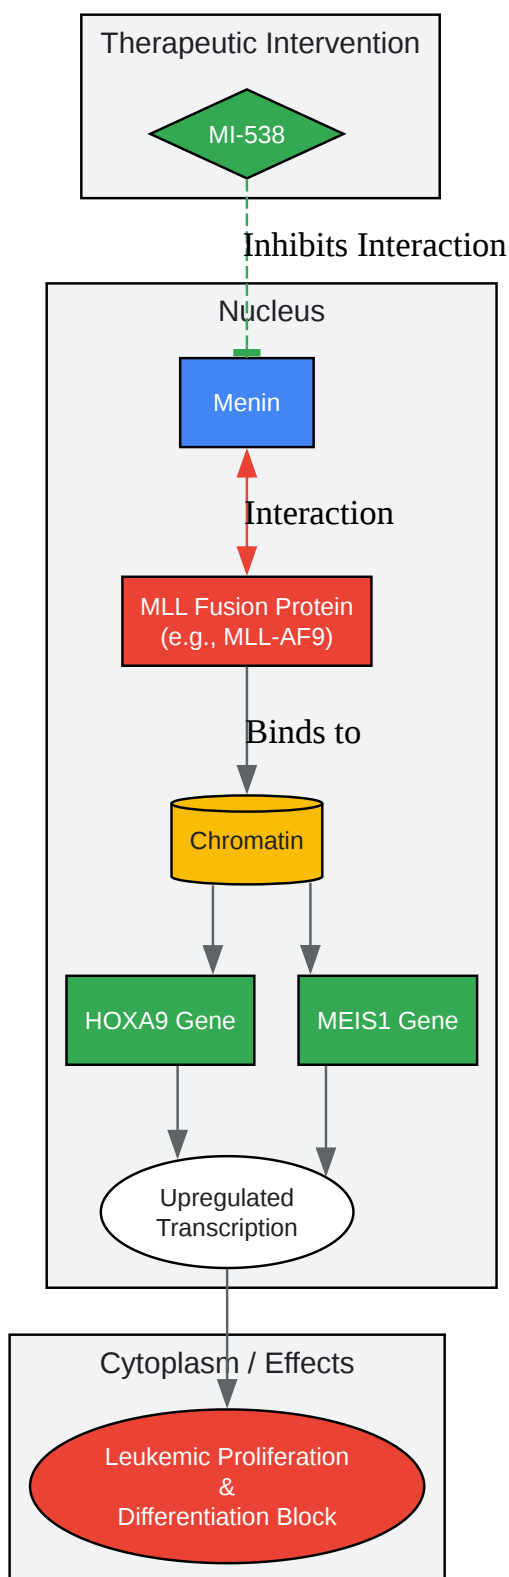 Therapeutic Intervention
MI-538
Inhibits Interaction
Nucleus
Menin
Interaction
MLL Fusion Protein
(e.g., MLL-AF9)
Binds to
Chromatin
HOXA9 Gene
MEIS1 Gene
Upregulated
Transcription
Cytoplasm / Effects
Leukemic Proliferation
&
Differentiation Block